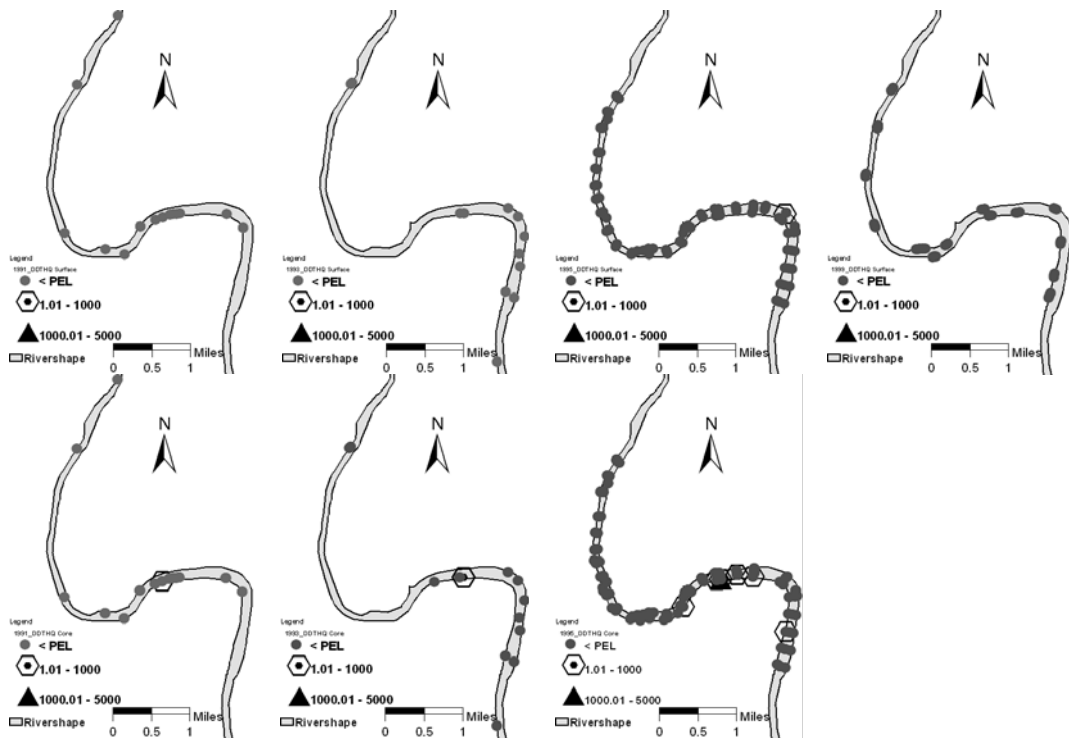 N
Legend
1991_DDTHQ Surface
< PEL
1.01 - 1000
1000.01 - 5000
Rivershape
Miles
0 0.5 1
N
Legend
1993_DDTHQ Surface
< PEL
1.01 - 1000
1000.01 - 5000
Rivershape
Miles
0 0.5 1
N
Legend
1995_DDTHQ Surface
< PEL
1.01 - 1000
1000.01 - 5000
Rivershape
Miles
0 0.5 1
N
Legend
1999_DDTHQ Surface
< PEL
1.01 - 1000
1000.01 - 5000
Rivershape
Miles
0 0.5 1
N
Legend
1991_DDTHQ Core
< PEL
1.01 - 1000
1000.01 - 5000
Rivershape
Miles
0 0.5 1
N
Legend
1993_DDTHQ Core
< PEL
1.01 - 1000
1000.01 - 5000
Rivershape
Miles
0 0.5 1
N
Legend
1995_DDTHQ Core
< PEL
1.01 - 1000
1000.01 - 5000
Rivershape
Miles
0 0.5 1